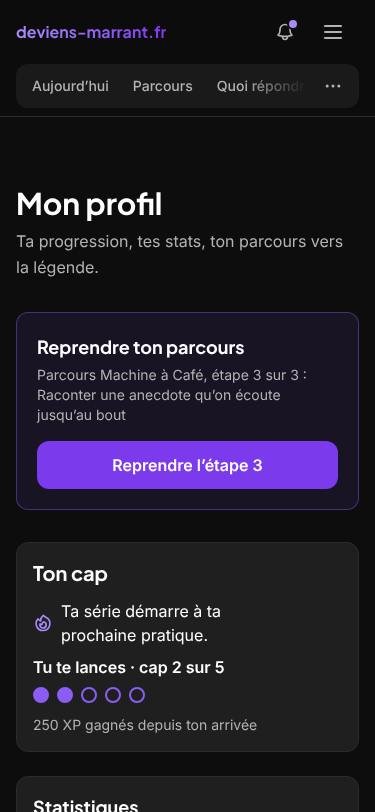 deviens-marrant.fr
Aujourd’hui
Parcours
Quoi répond
Mon profil
Ta progression, tes stats, ton parcours vers
la légende.
Reprendre ton parcours
Parcours Machine à Café, étape 3 sur 3 :
Raconter une anecdote qu’on écoute
jusqu’au bout
Reprendre l’étape 3
Ton cap
Ta série démarre à ta
prochaine pratique.
Tu te lances · cap 2 sur 5
250 XP gagnés depuis ton arrivée
Statistiques